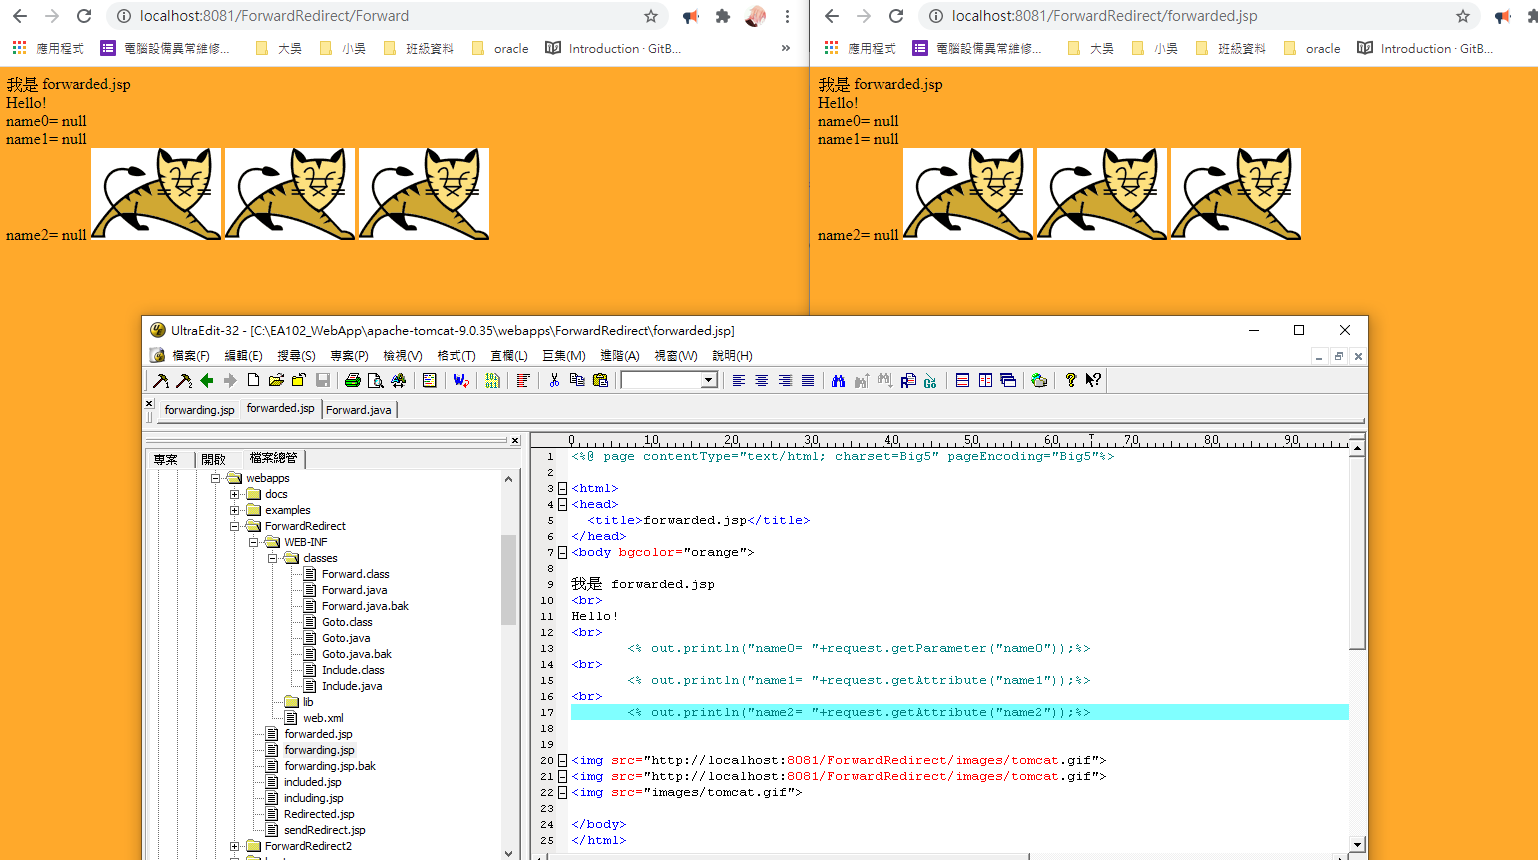 localhost:8081/ForwardRedirect/Forward
應用程式 電腦設備異常維修... 大吳 小吳 班級資料 oracle Introduction · GitB... »
我是 forwarded.jsp
Hello!
name0= null
name1= null
name2= null
localhost:8081/ForwardRedirect/forwarded.jsp
應用程式 電腦設備異常維修... 大吳 小吳 班級資料 oracle Introduction · GitB...
我是 forwarded.jsp
Hello!
name0= null
name1= null
name2= null
UltraEdit-32 - [C:\EA102_WebApp\apache-tomcat-9.0.35\webapps\ForwardRedirect\forwarded.jsp]
檔案(F) 編輯(E) 搜尋(S) 專案(P) 檢視(V) 格式(T) 直欄(L) 巨集(M) 進階(A) 視窗(W) 說明(H)
forwarding.jsp forwarded.jsp Forward.java
專案 開啟 檔案總管
webapps
docs
examples
ForwardRedirect
WEB-INF
classes
Forward.class
Forward.java
Forward.java.bak
Goto.class
Goto.java
Goto.java.bak
Include.class
Include.java
lib
web.xml
forwarded.jsp
forwarding.jsp
forwarding.jsp.bak
included.jsp
including.jsp
Redirected.jsp
sendRedirect.jsp
ForwardRedirect2
0 10 20 30 40 50 60 70 80 90
1 <%@ page contentType="text/html; charset=Big5" pageEncoding="Big5"%>
2
3 <html>
4 <head>
5 <title>forwarded.jsp</title>
6 </head>
7 <body bgcolor="orange">
8
9 我是 forwarded.jsp
10 <br>
11 Hello!
12 <br>
13 <% out.println("name0= "+request.getParameter("name0"));%>
14 <br>
15 <% out.println("name1= "+request.getAttribute("name1"));%>
16 <br>
17 <% out.println("name2= "+request.getAttribute("name2"));%>
18
19
20 <img src="http://localhost:8081/ForwardRedirect/images/tomcat.gif">
21 <img src="http://localhost:8081/ForwardRedirect/images/tomcat.gif">
22 <img src="images/tomcat.gif">
23
24 </body>
25 </html>